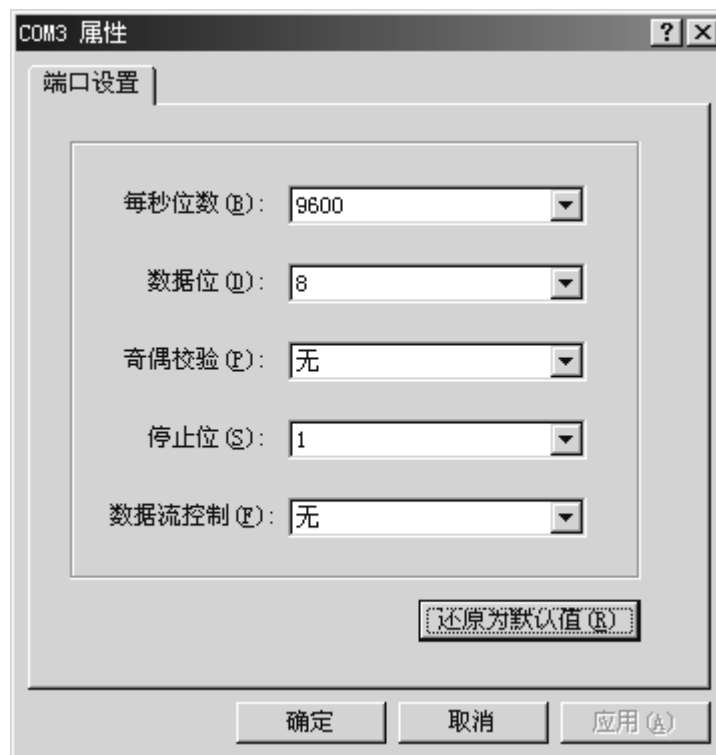 COM3 属性
端口设置
每秒位数(B): 9600
数据位(D): 8
奇偶校验(P): 无
停止位(S): 1
数据流控制(F): 无
还原为默认值(R)
确定 取消 应用(A)